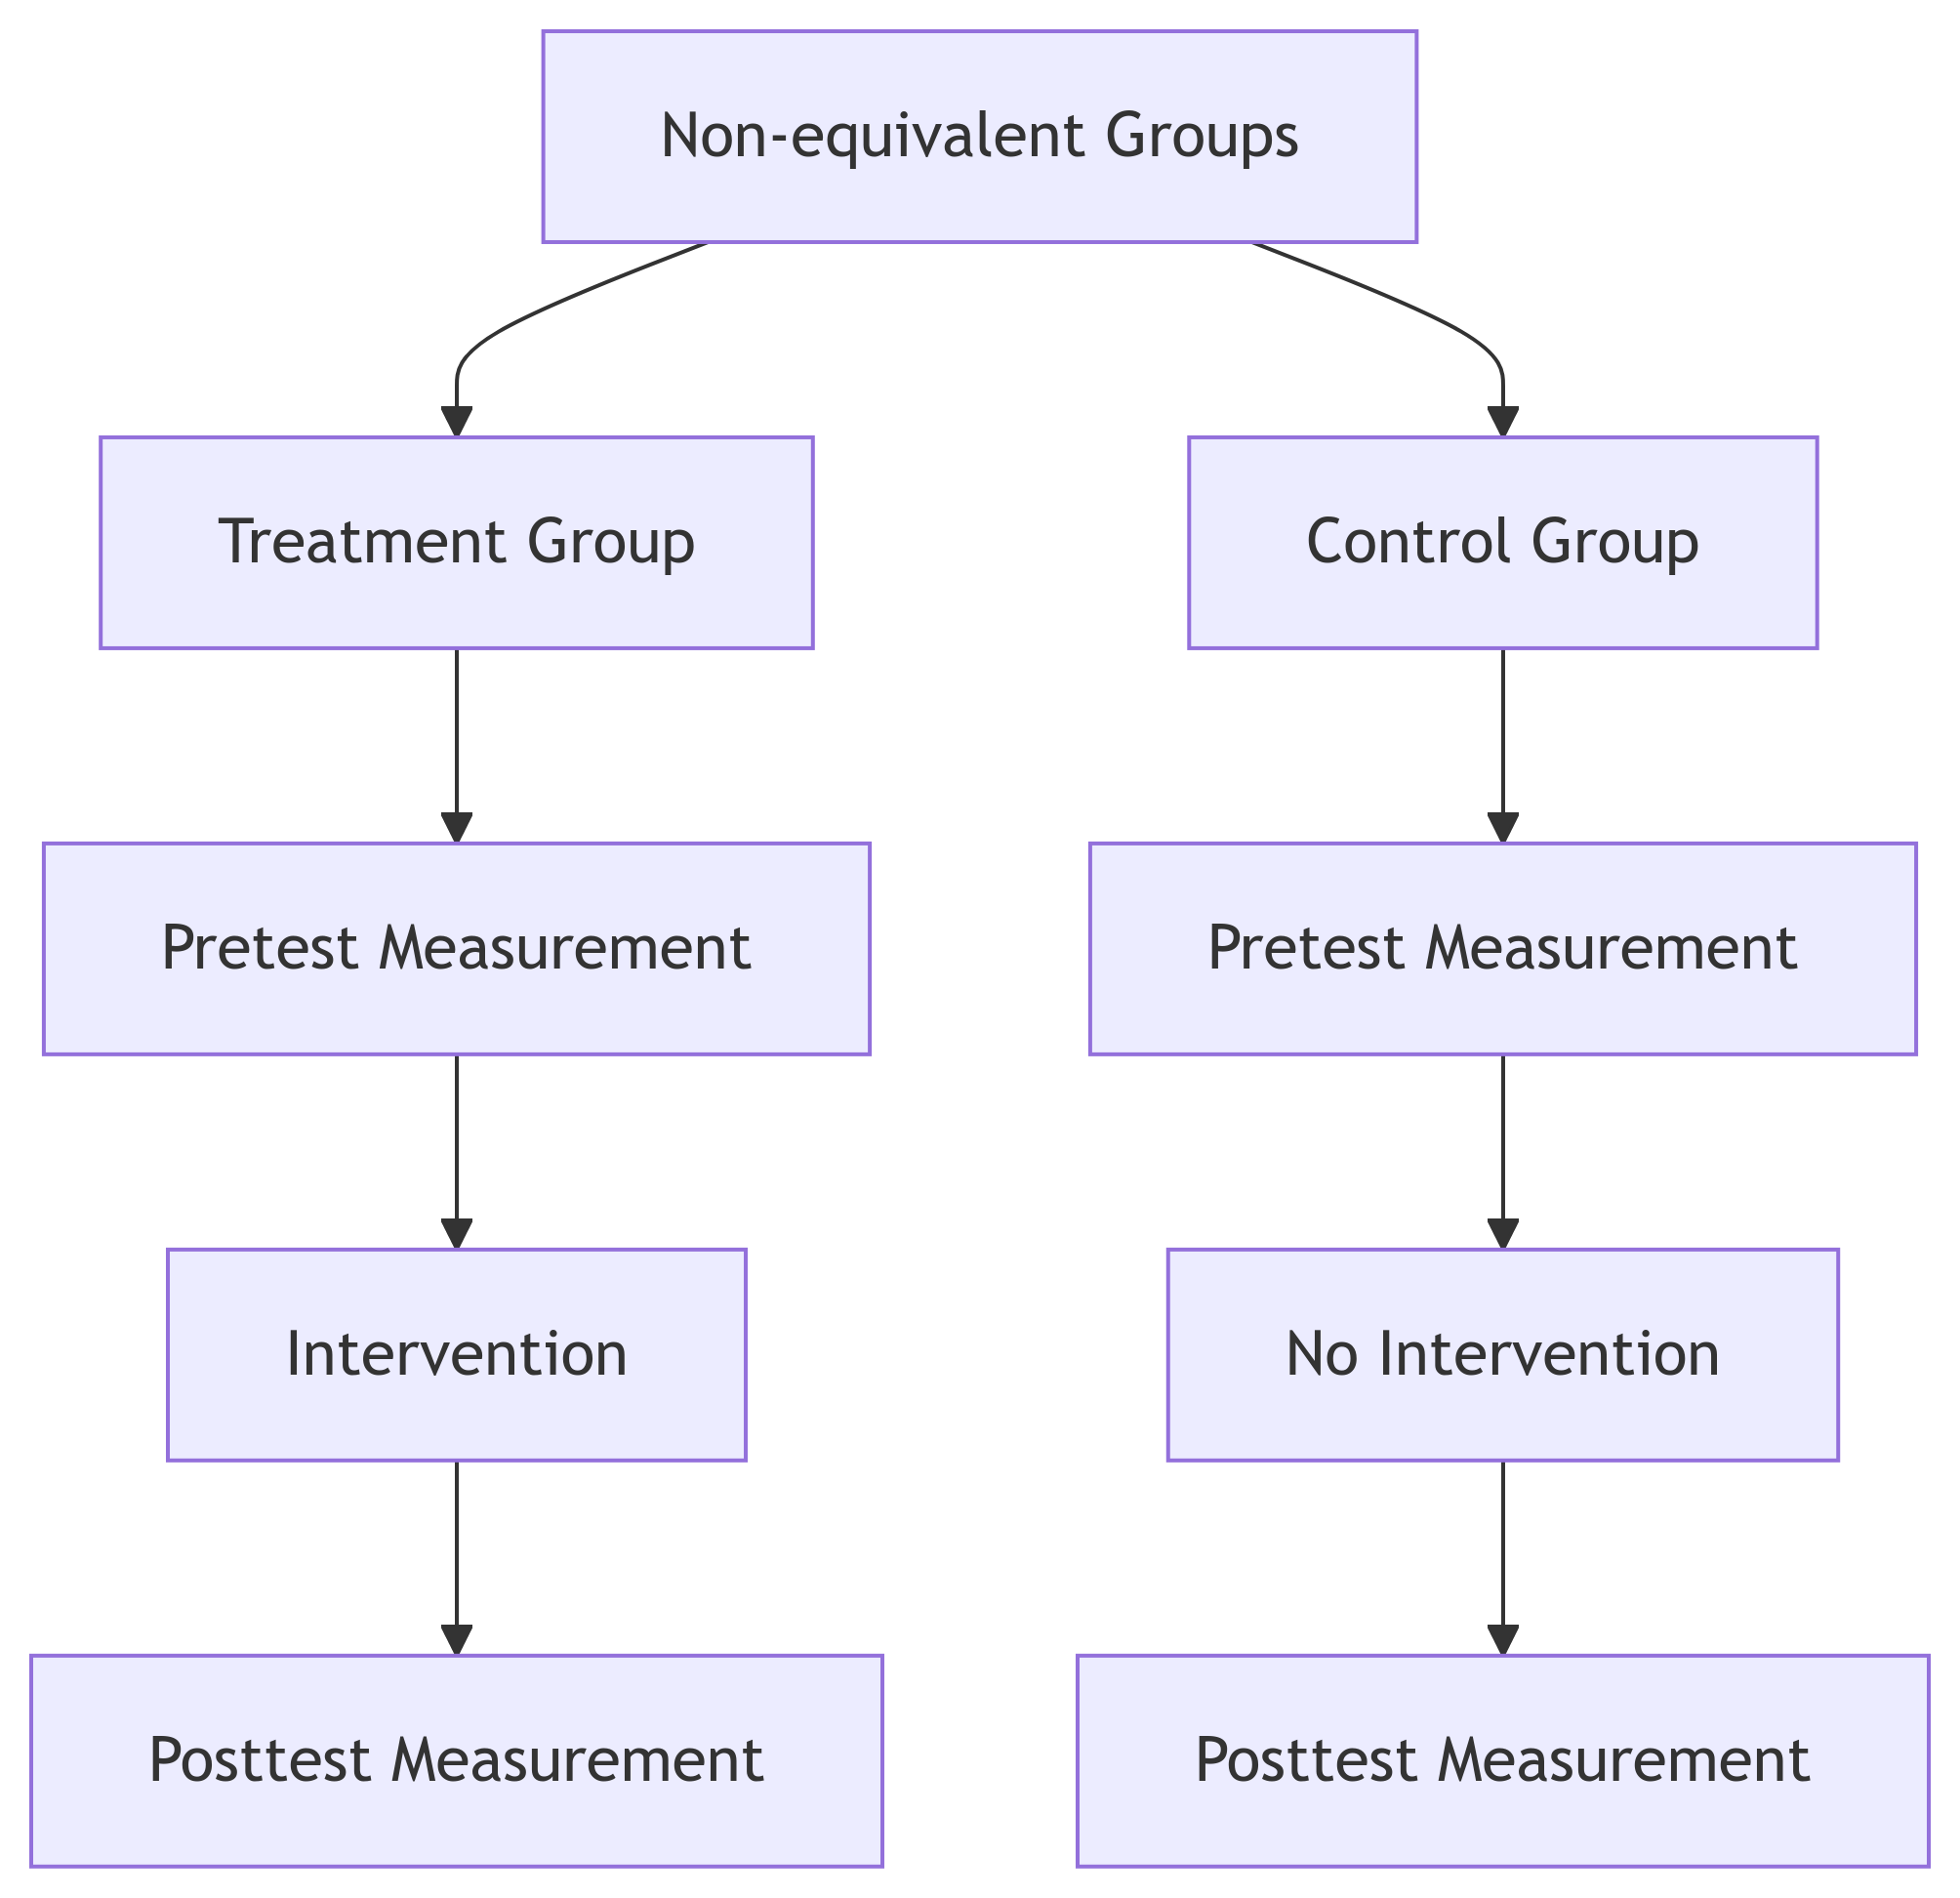 Non-equivalent Groups
Treatment Group
Control Group
Pretest Measurement
Pretest Measurement
Intervention
No Intervention
Posttest Measurement
Posttest Measurement